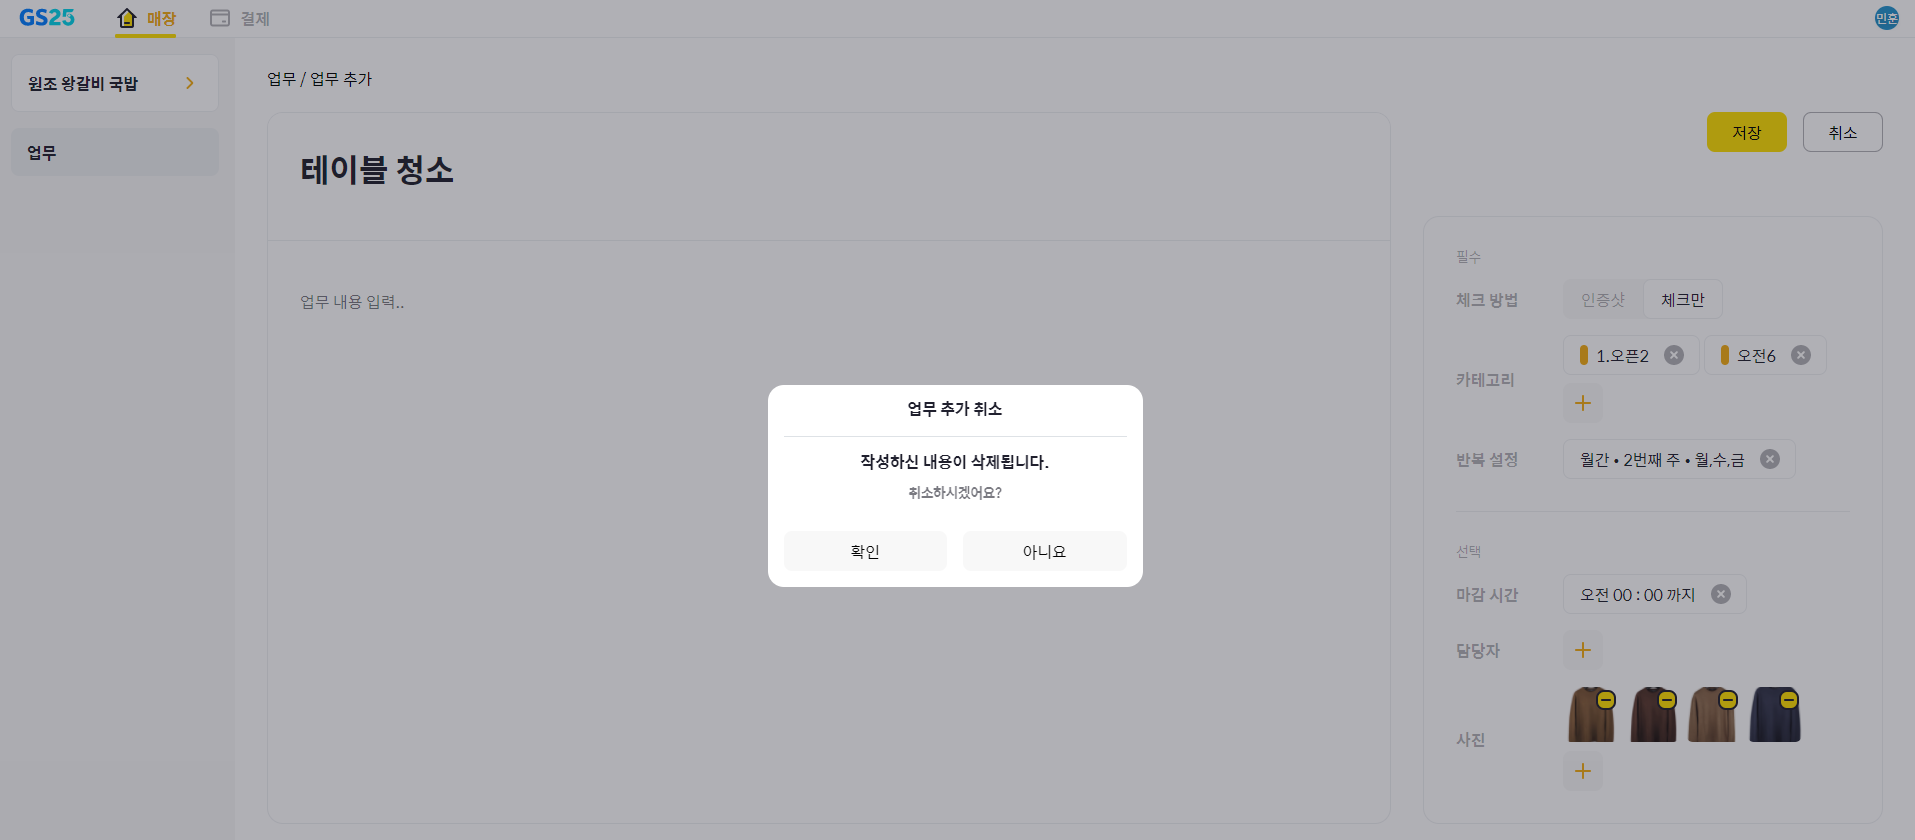 GS25
매장
결제
민훈
원조 왕갈비 국밥
업무
업무 / 업무 추가
테이블 청소
업무 내용 입력..
저장
취소
필수
체크 방법
인증샷
체크만
카테고리
1.오픈2
오전6
반복 설정
월간 • 2번째 주 • 월,수,금
선택
마감 시간
오전 00 : 00 까지
담당자
사진
업무 추가 취소
작성하신 내용이 삭제됩니다.
취소하시겠어요?
확인
아니요